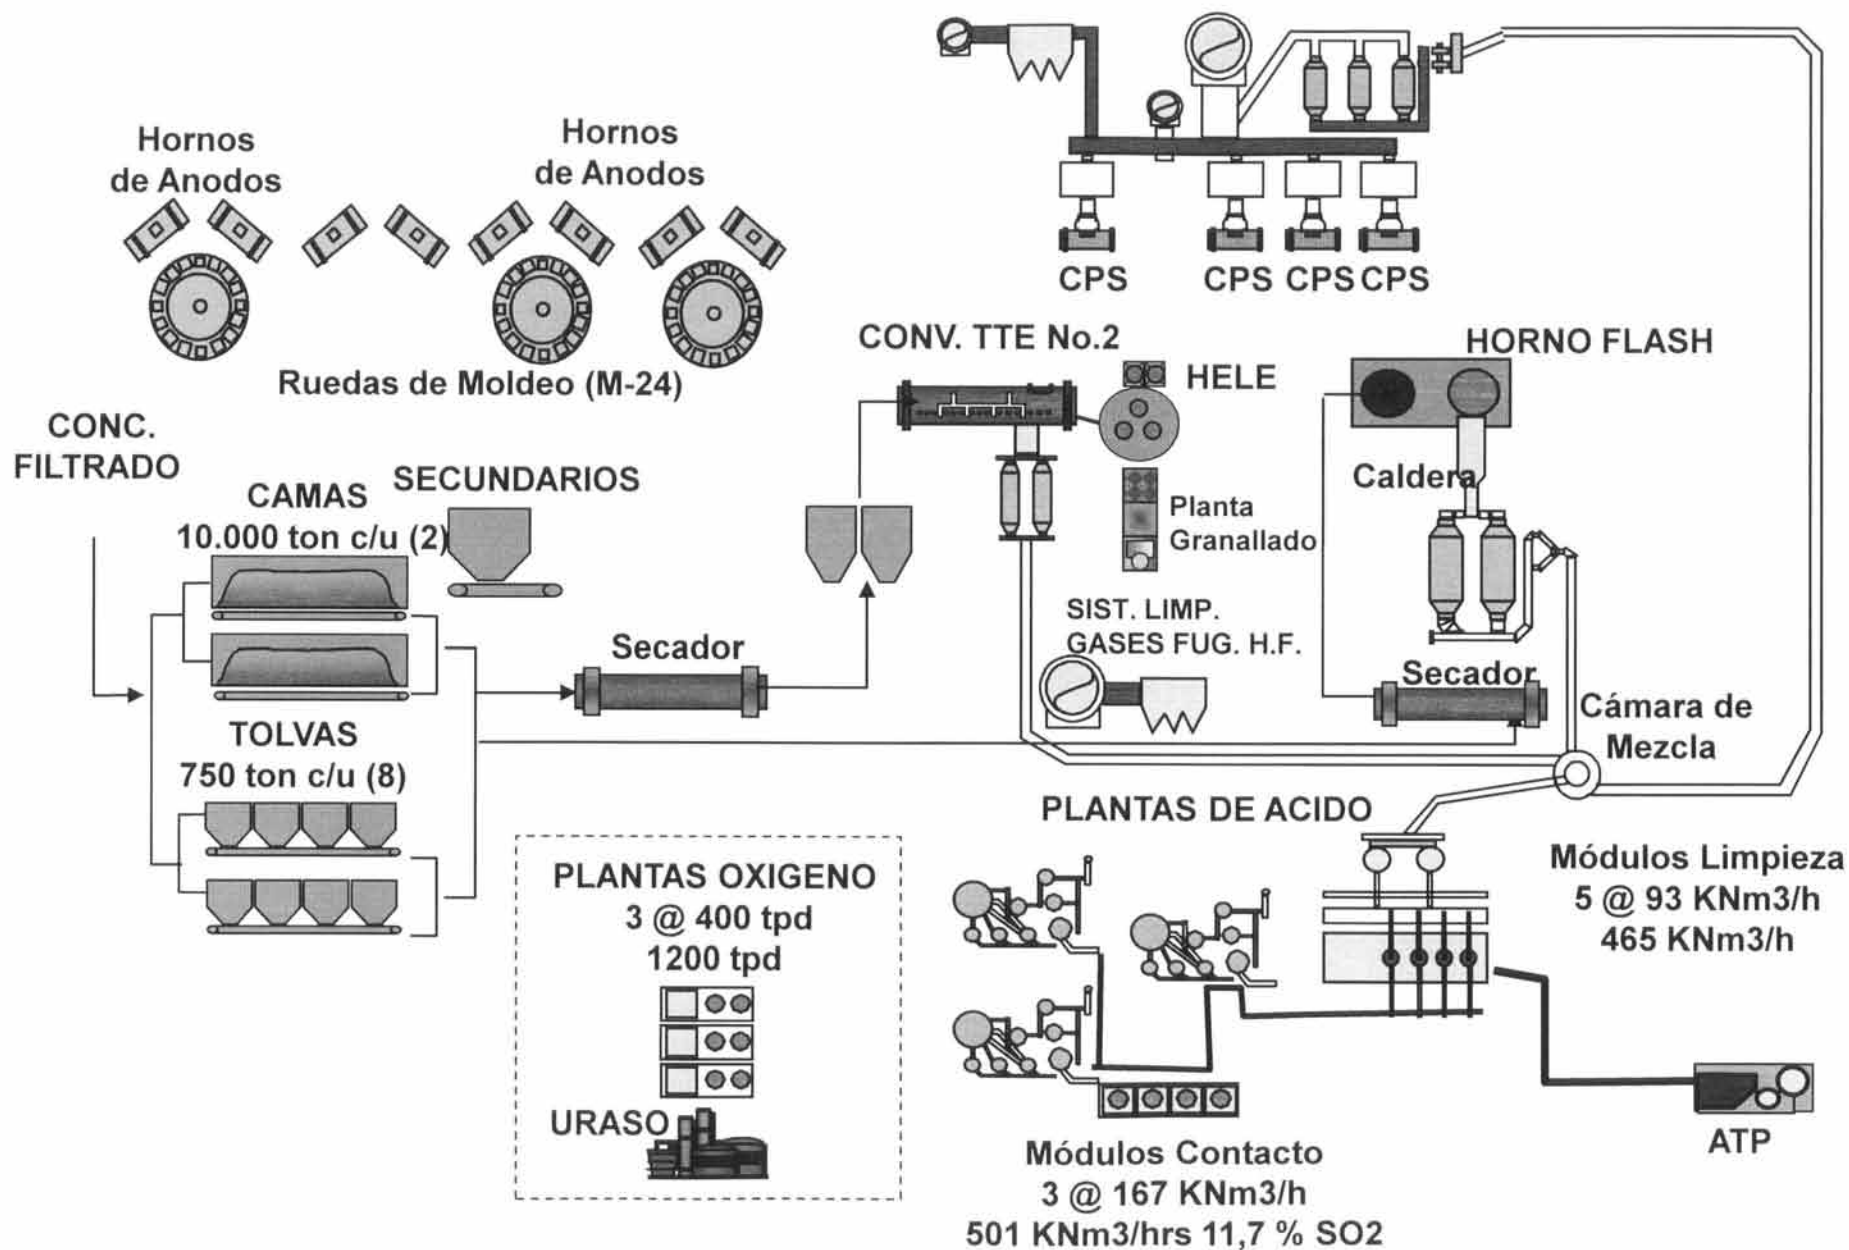 Hornos
de Anodos
Hornos
de Anodos
CPS
CPS
CPS
CPS
Ruedas de Moldeo (M-24)
CONV. TTE No.2
HELE
HORNO FLASH
CONC.
FILTRADO
CAMAS
10.000 ton c/u (2)
SECUNDARIOS
Caldera
Planta
Granallado
Secador
SIST. LIMP.
GASES FUG. H.F.
Secador
Cámara de
Mezcla
TOLVAS
750 ton c/u (8)
PLANTAS DE ACIDO
PLANTAS OXIGENO
3 @ 400 tpd
1200 tpd
URASO
Módulos Limpieza
5 @ 93 KNm3/h
465 KNm3/h
ATP
Módulos Contacto
3 @ 167 KNm3/h
501 KNm3/hrs 11,7 % SO2